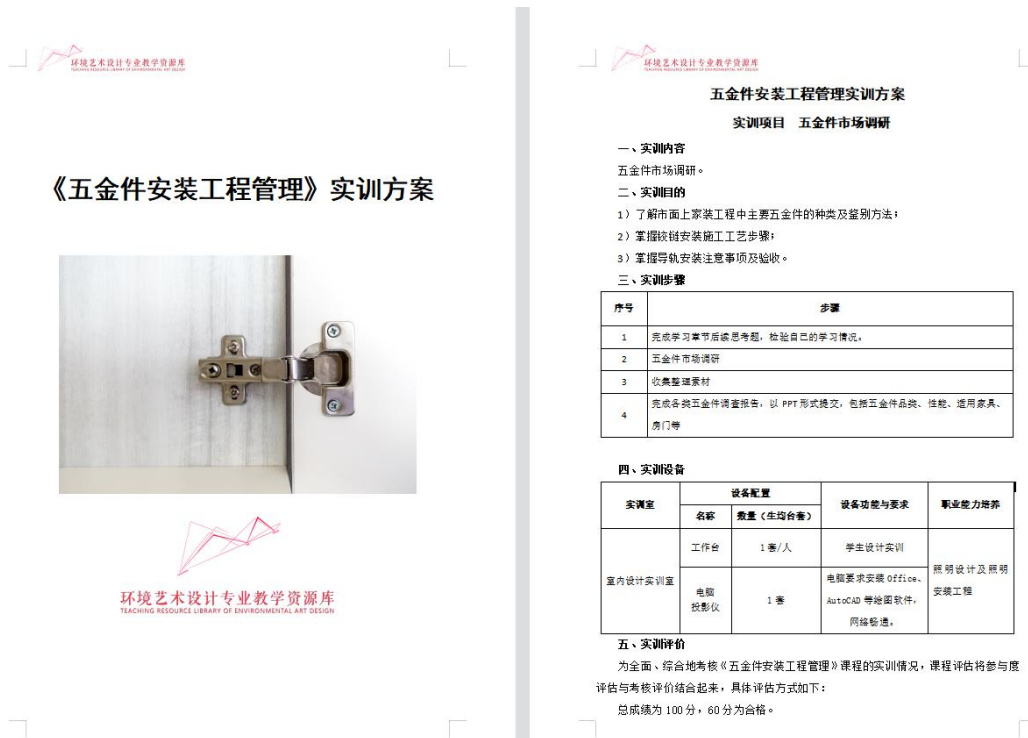 环境艺术设计专业教学资源库
TEACHING RESOURCE LIBRARY OF ENVIRONMENTAL ART DESIGN
《五金件安装工程管理》实训方案
环境艺术设计专业教学资源库
TEACHING RESOURCE LIBRARY OF ENVIRONMENTAL ART DESIGN
环境艺术设计专业教学资源库
TEACHING RESOURCE LIBRARY OF ENVIRONMENTAL ART DESIGN
五金件安装工程管理实训方案
实训项目 五金件市场调研
一、实训内容
五金件市场调研。
二、实训目的
1）了解市面上家装工程中主要五金件的种类及鉴别方法；
2）掌握铰链安装施工工艺步骤；
3）掌握导轨安装注意事项及验收。
三、实训步骤
序号 步骤
1 完成学习章节后续思考题，检验自己的学习情况。
2 五金件市场调研
3 收集整理素材
4 完成各类五金件调查报告，以 PPT 形式提交，包括五金件品类、性能、适用家具、
房门等
四、实训设备
实训室 设备配置 设备功能与要求 职业能力培养
名称 数量（生均台套）
室内设计实训室 工作台 1 套/人 学生设计实训 照明设计及照明
安装工程
电脑
投影仪 1 套 电脑要求安装 Office、
AutoCAD 等绘图软件，
网络畅通。
五、实训评价
为全面、综合地考核《五金件安装工程管理》课程的实训情况，课程评估将参与度
评估与考核评价结合起来，具体评估方式如下：
总成绩为 100 分，60 分为合格。